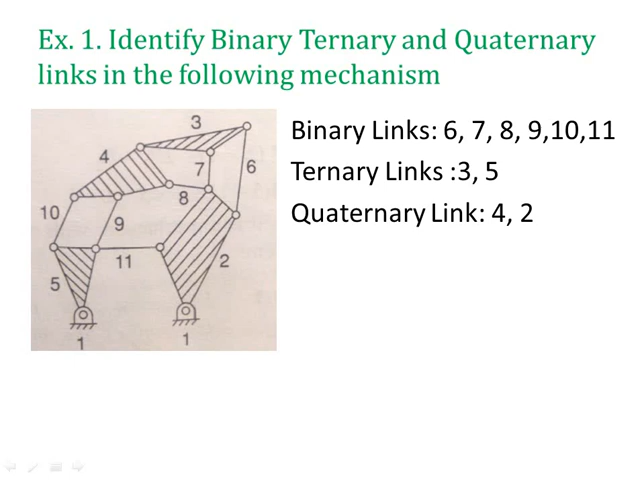 Ex. 1. Identify Binary Ternary and Quaternary
links in the following mechanism
Binary Links: 6, 7, 8, 9,10,11
Ternary Links :3, 5
Quaternary Link: 4, 2
3
4
7
6
8
10
9
11
2
5
1
1